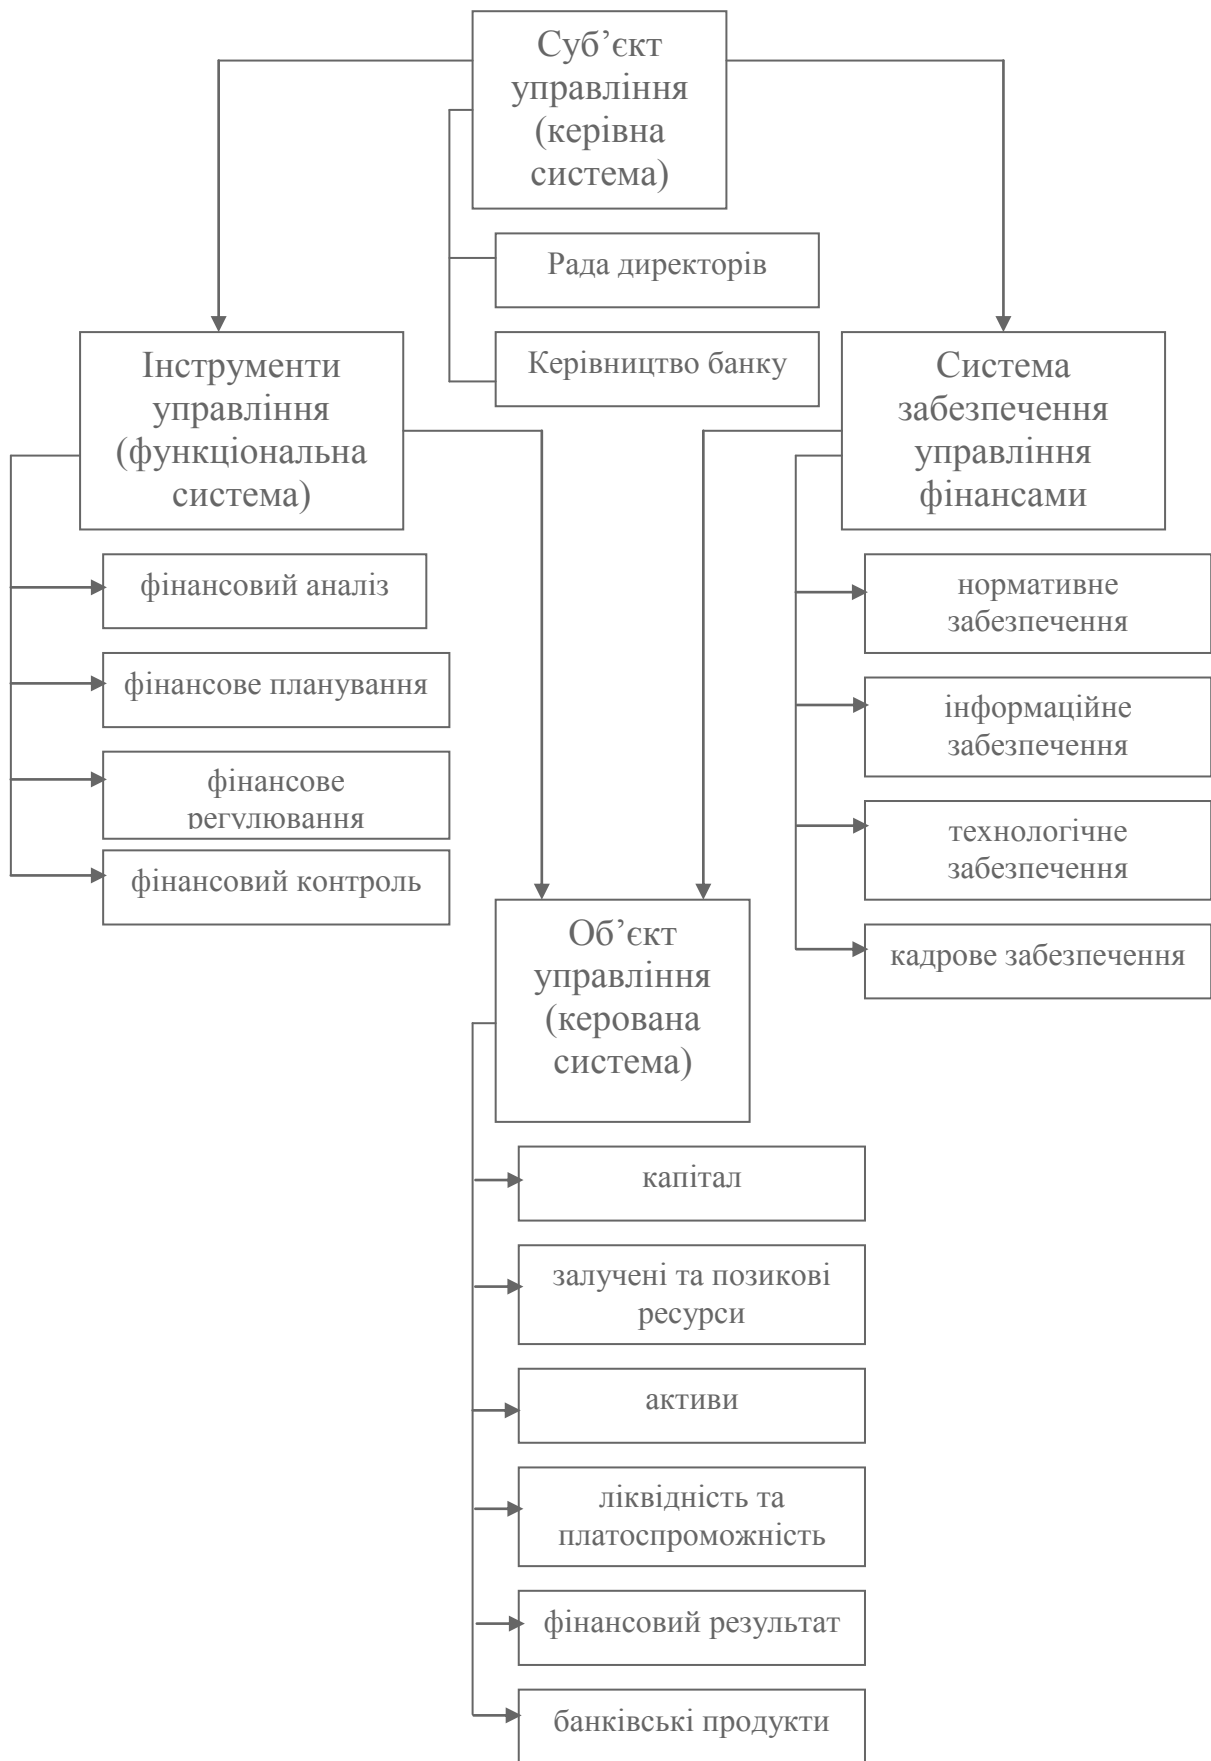 Суб’єкт
управління
(керівна
система)
Рада директорів
Керівництво банку
Інструменти
управління
(функціональна
система)
фінансовий аналіз
фінансове планування
фінансове
регулювання
фінансовий контроль
Система
забезпечення
управління
фінансами
нормативне
забезпечення
інформаційне
забезпечення
технологічне
забезпечення
кадрове забезпечення
Об’єкт
управління
(керована
система)
капітал
залучені та позикові
ресурси
активи
ліквідність та
платоспроможність
фінансовий результат
банківські продукти